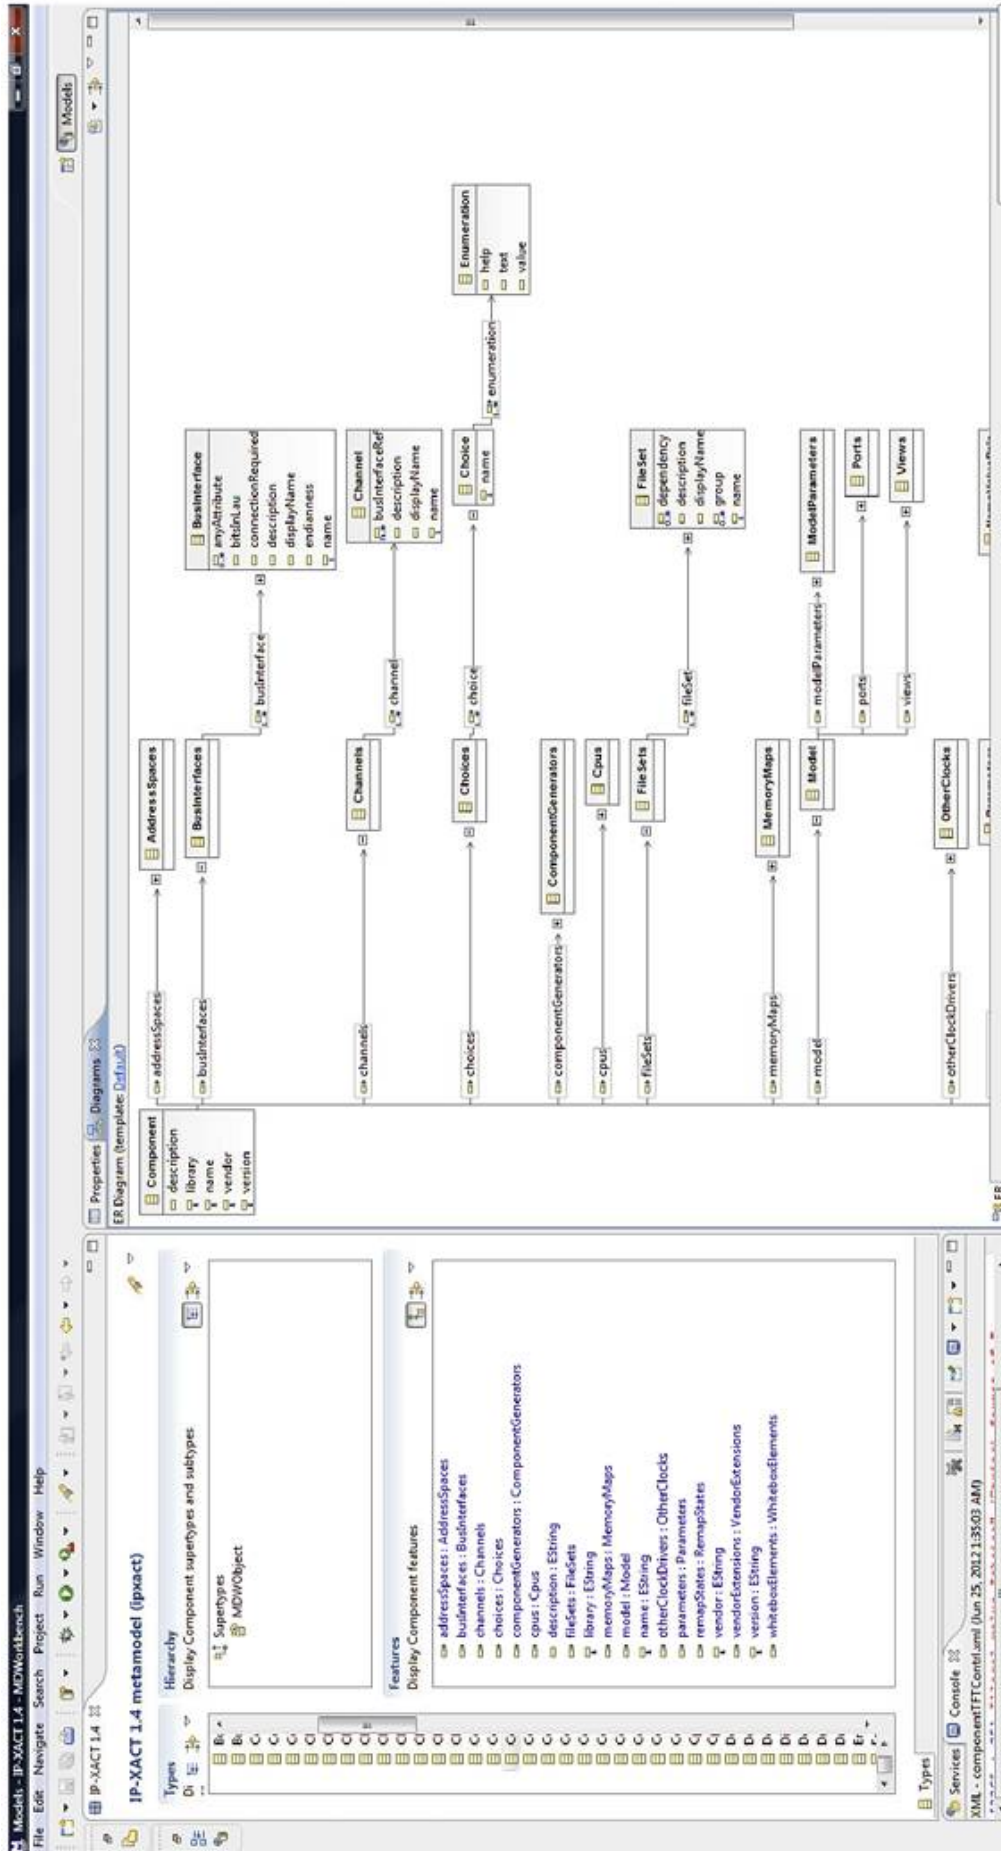 Models - IP-XACT 1.4 - MDWorkbench
File Edit Navigate Search Project Run Window Help
Models
IP-XACT 1.4
IP-XACT 1.4 metamodel (ipxact)
Types
Di
Types
Hierarchy
Display Component supertypes and subtypes
Supertypes
MDWObject
Features
Display Component features
addressSpaces : AddressSpaces
busInterfaces : BusInterfaces
channels : Channels
choices : Choices
componentGenerators : ComponentGenerators
cpus : Cpus
description : EString
fileSets : FileSets
library : EString
memoryMaps : MemoryMaps
model : Model
name : EString
otherClockDrivers : OtherClocks
parameters : Parameters
remapStates : RemapStates
vendor : EString
vendorExtensions : VendorExtensions
version : EString
whiteboxElements : WhiteboxElements
Services Console
XML - componentTFTContrl.xml (Jun 25, 2012 1:35:03 AM)
Properties Diagrams
ER Diagram (template: Default)
Component
description
library
name
vendor
version
addressSpaces
AddressSpaces
busInterfaces
BusInterfaces
busInterface
BusInterface
anyAttribute
bitsInLau
connectionRequired
description
displayName
endianness
name
channels
Channels
channel
Channel
busInterfaceRef
description
displayName
name
choices
Choices
choice
Choice
name
enumeration
Enumeration
help
text
value
componentGenerators
ComponentGenerators
cpus
Cpus
fileSets
FileSets
fileSet
FileSet
dependency
description
displayName
group
name
memoryMaps
MemoryMaps
model
Model
modelParameters
ModelParameters
ports
Ports
views
Views
otherClockDrivers
OtherClocks
ER